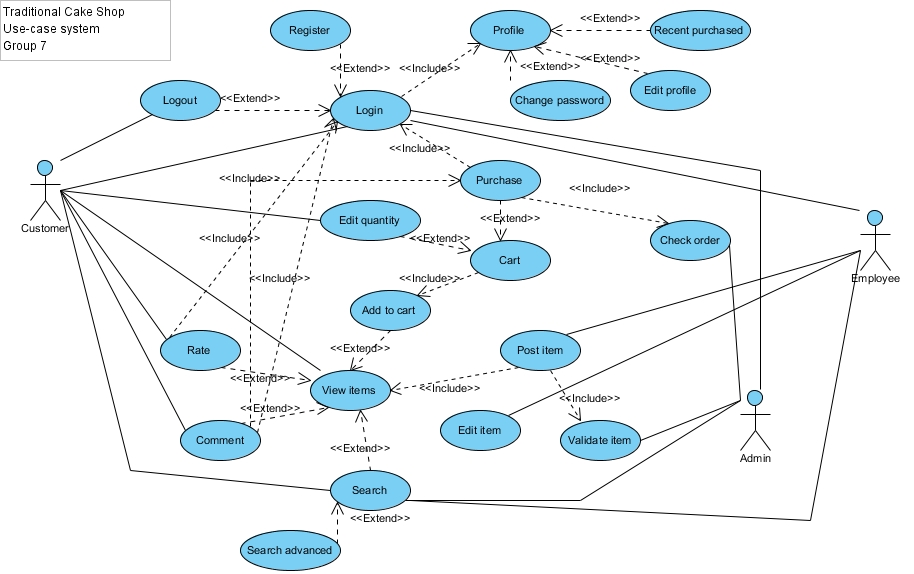 Traditional Cake Shop
Use-case system
Group 7
Register
Profile
<<Extend>>
Recent purchased
<<Extend>>
<<Include>>
<<Extend>>
<<Extend>>
Logout
<<Extend>>
Login
Change password
Edit profile
<<Include>>
<<Include>>
Purchase
<<Include>>
Customer
Edit quantity
<<Extend>>
<<Include>>
<<Extend>>
Check order
Cart
Employee
<<Include>>
<<Include>>
Add to cart
<<Extend>>
Rate
Post item
<<Extend>>
View items
<<Include>>
<<Include>>
<<Extend>>
Comment
Edit item
Validate item
<<Extend>>
Admin
Search
<<Extend>>
Search advanced